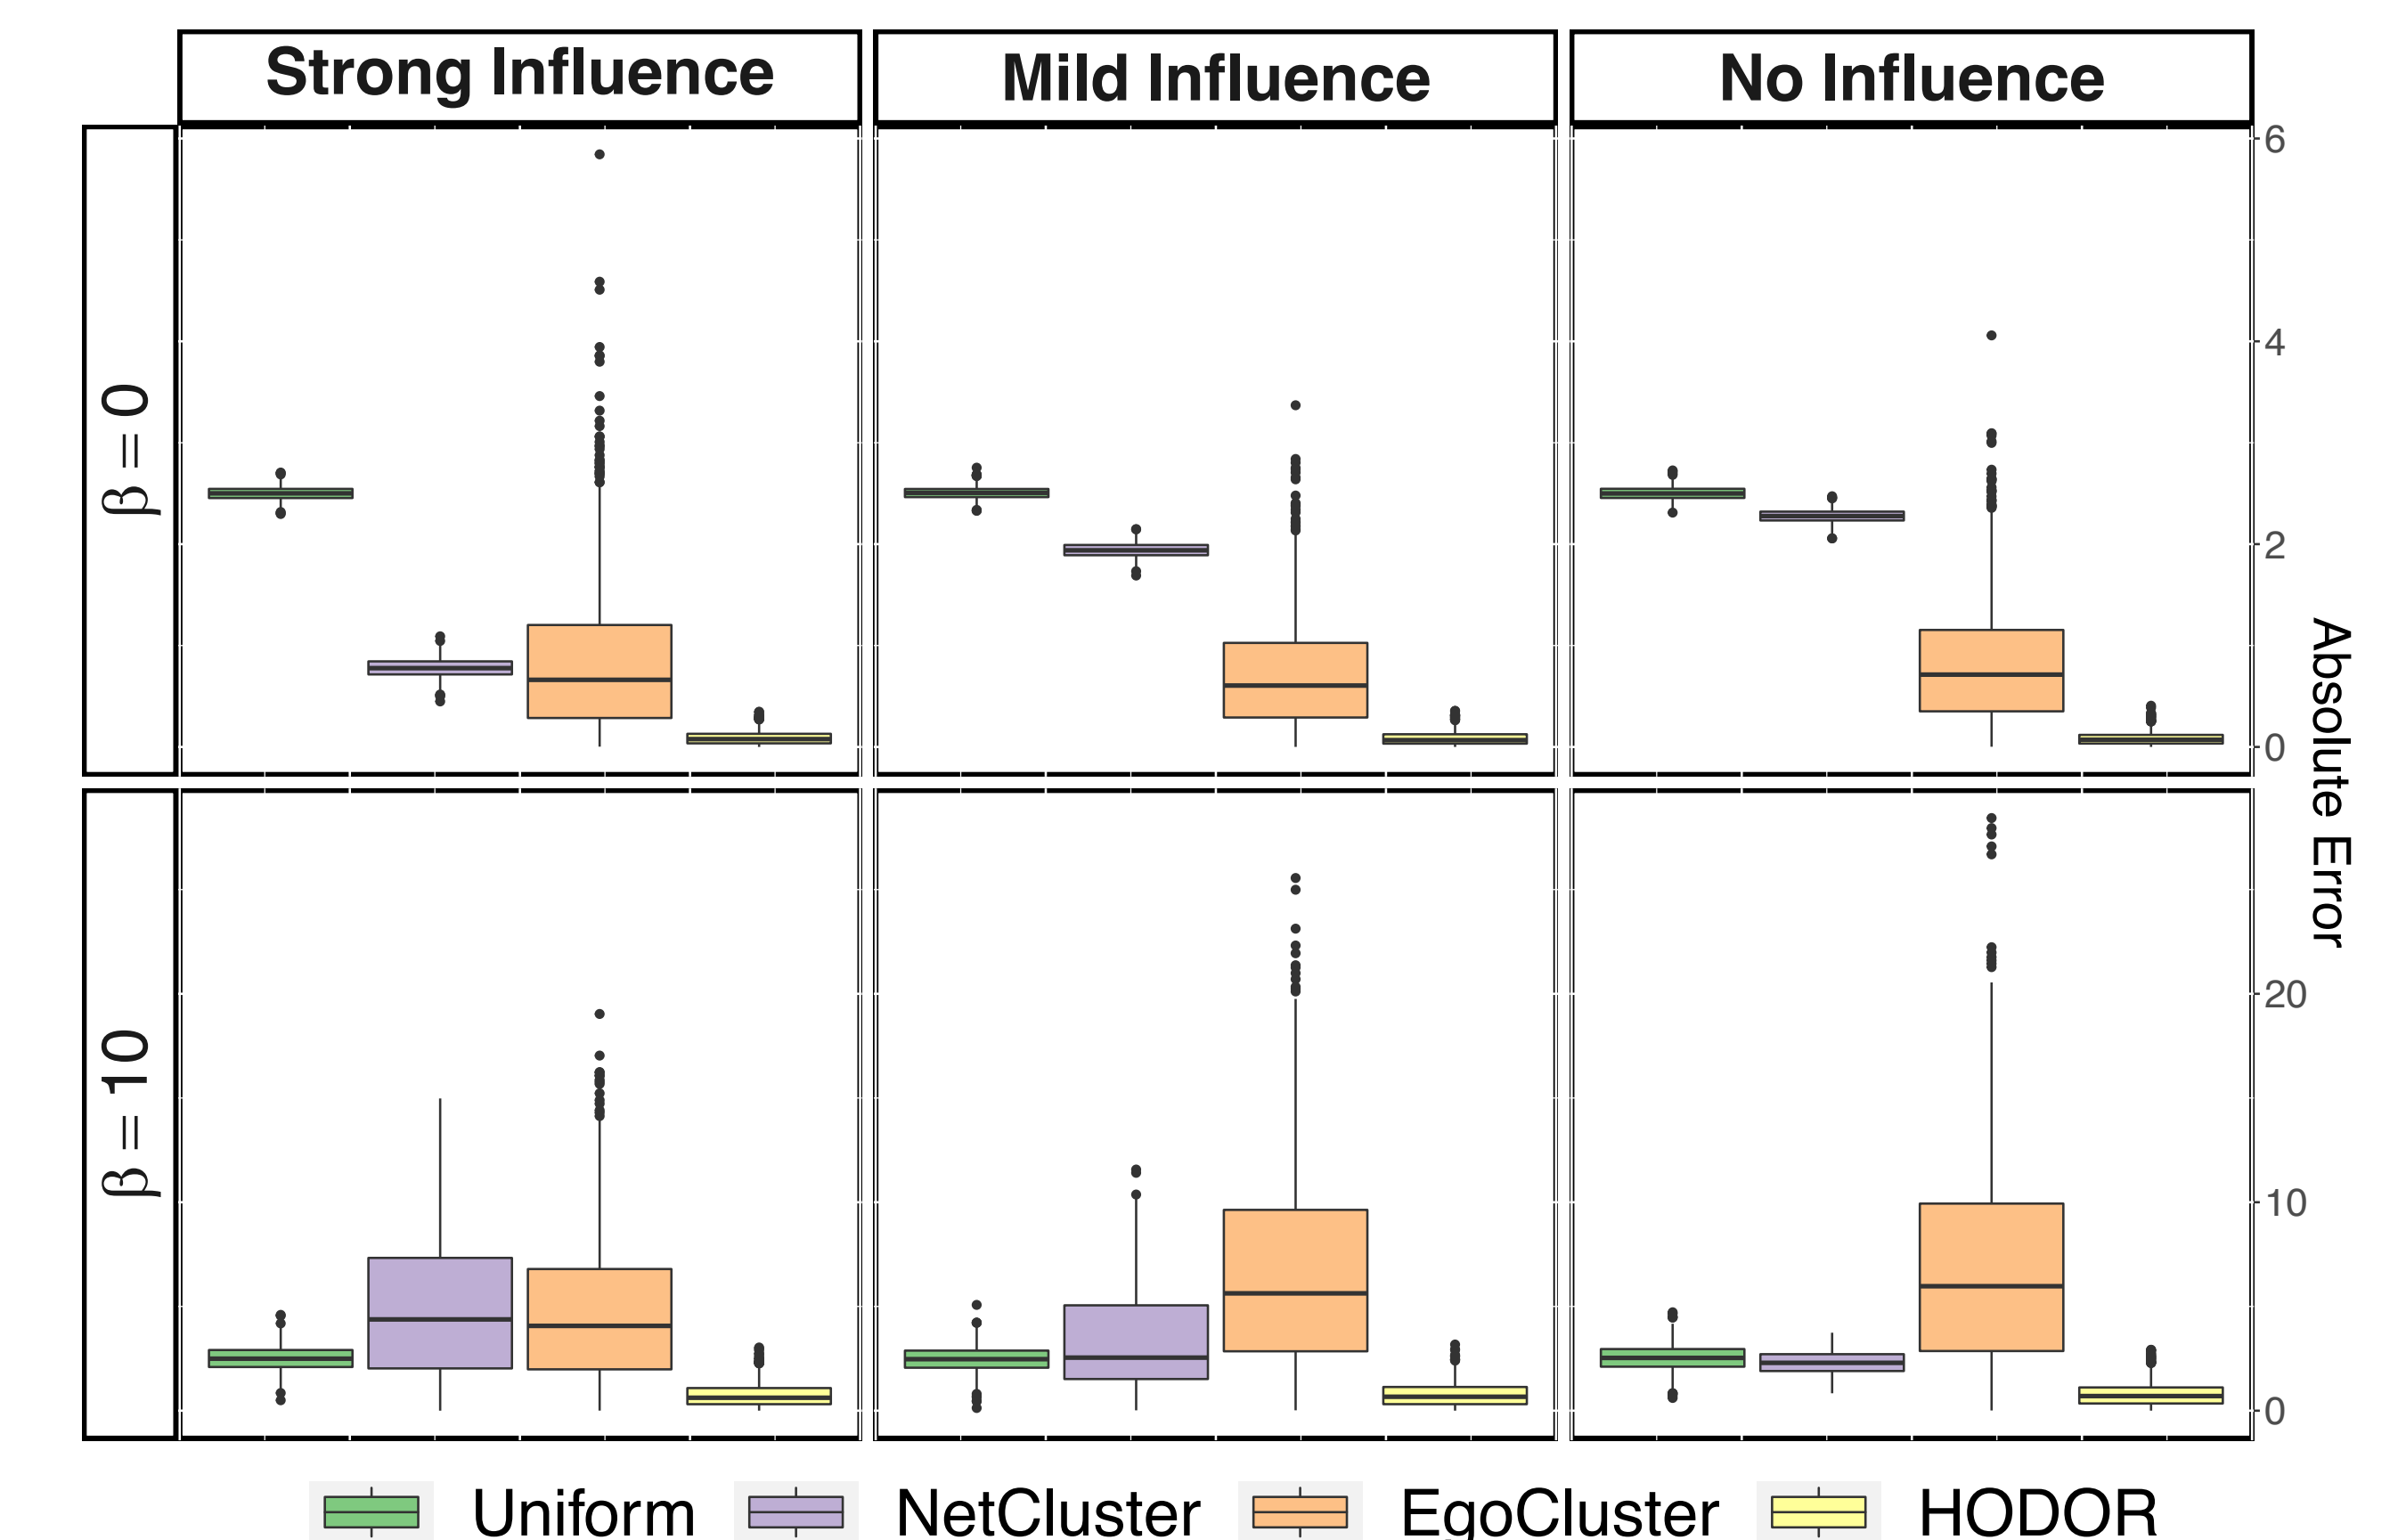 Strong Influence
Mild Influence
No Influence
β = 0
6
4
2
0
Absolute Error
β = 10
20
10
0
Uniform NetCluster EgoCluster HODOR